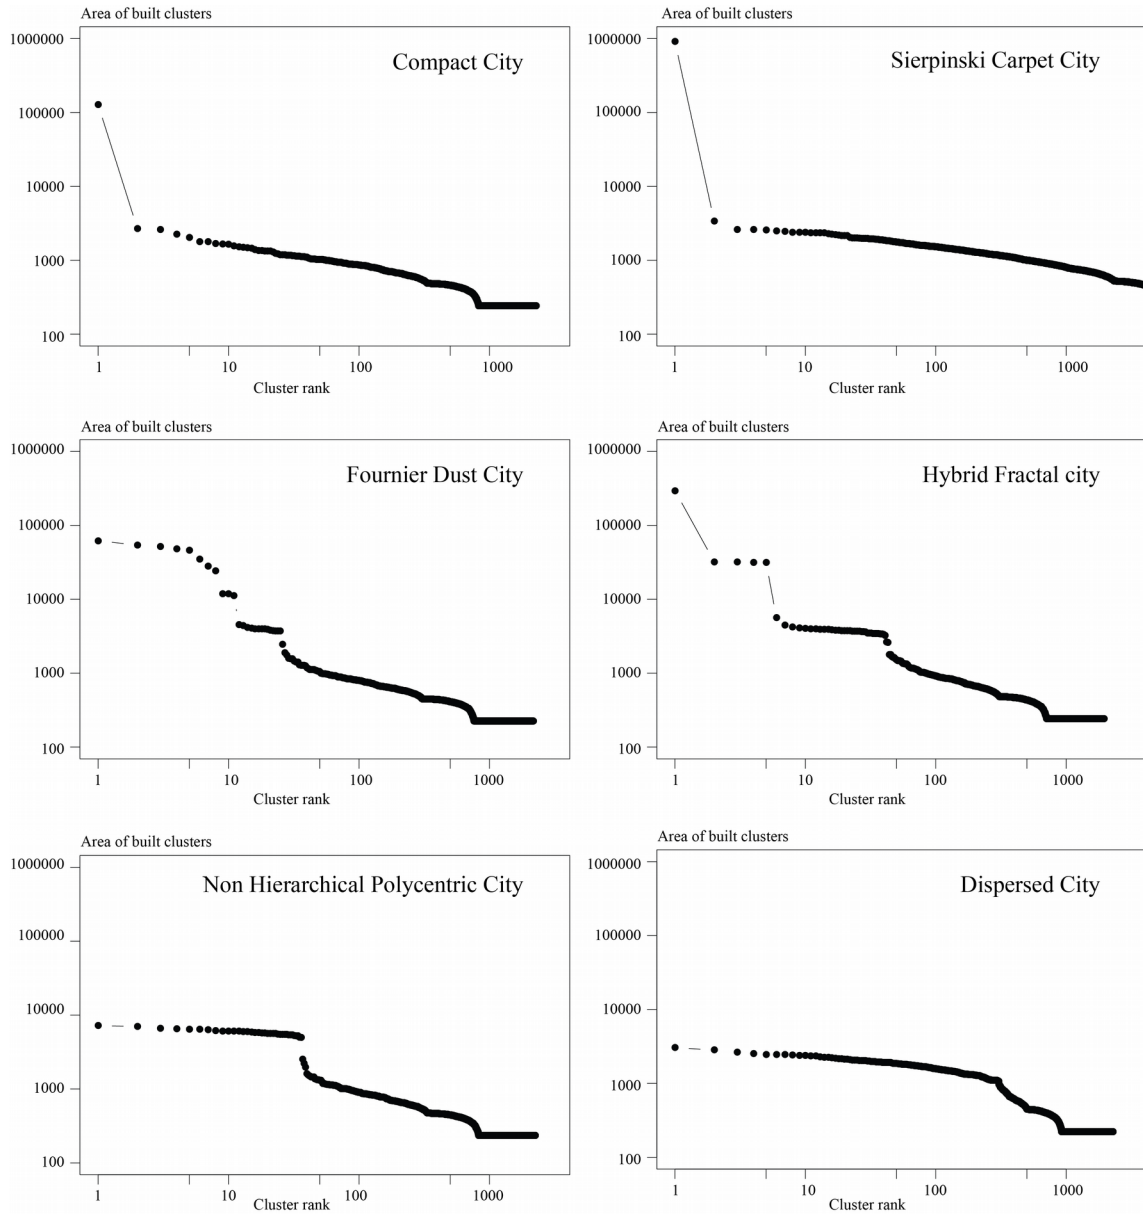 Area of built clusters
Compact City
1000000
100000
10000
1000
100
1 10 100 1000
Cluster rank
Area of built clusters
Sierpinski Carpet City
1000000
100000
10000
1000
100
1 10 100 1000
Cluster rank
Area of built clusters
Fournier Dust City
1000000
100000
10000
1000
100
1 10 100 1000
Cluster rank
Area of built clusters
Hybrid Fractal city
1000000
100000
10000
1000
100
1 10 100 1000
Cluster rank
Area of built clusters
Non Hierarchical Polycentric City
1000000
100000
10000
1000
100
1 10 100 1000
Cluster rank
Area of built clusters
Dispersed City
1000000
100000
10000
1000
100
1 10 100 1000
Cluster rank